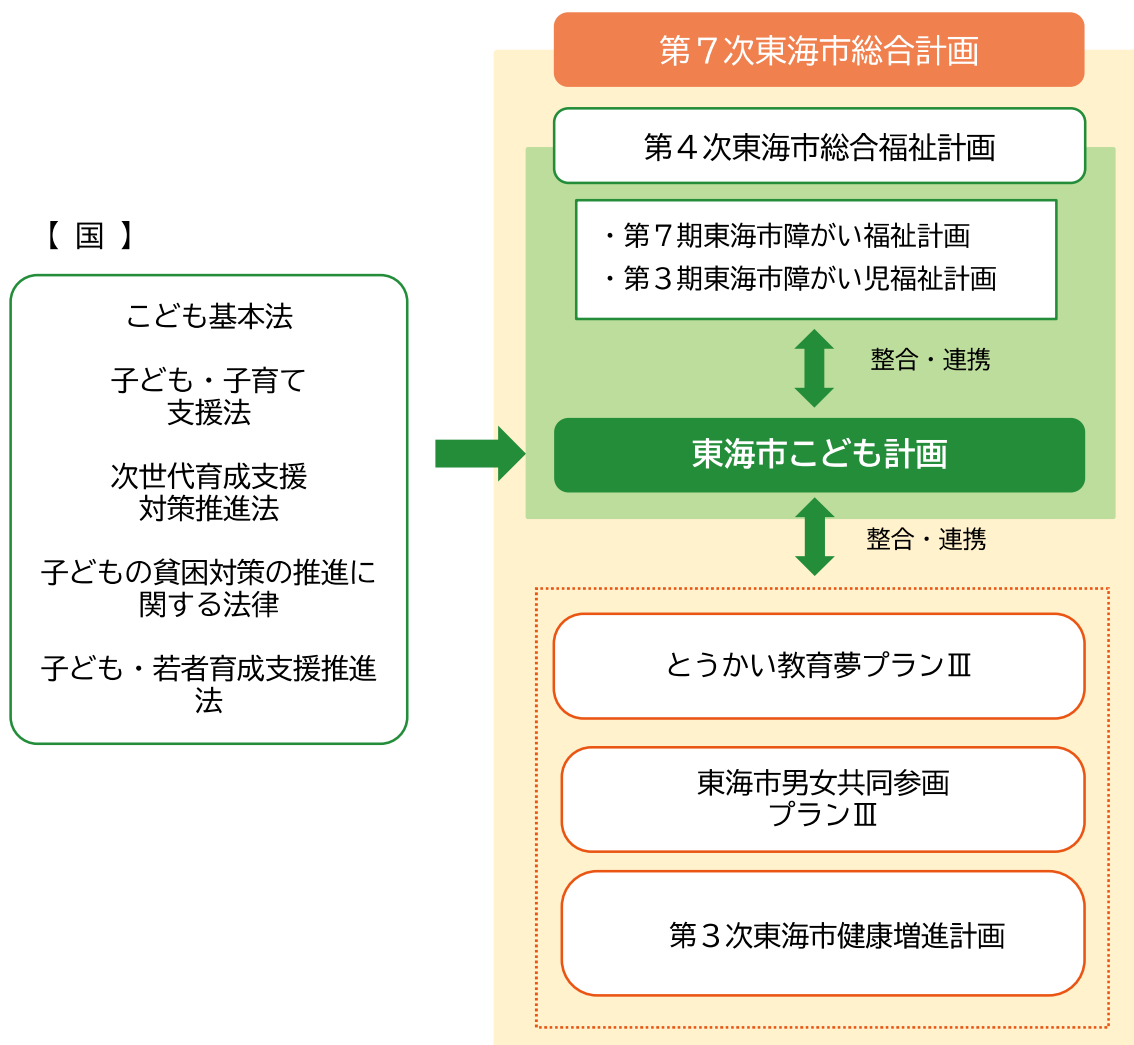 第７次東海市総合計画
第４次東海市総合福祉計画
・第７期東海市障がい福祉計画
・第３期東海市障がい児福祉計画
整合・連携
東海市こども計画
整合・連携
とうかい教育夢プランⅢ
東海市男女共同参画
プランⅢ
第３次東海市健康増進計画
【 国 】
こども基本法
子ども・子育て
支援法
次世代育成支援
対策推進法
子どもの貧困対策の推進に
関する法律
子ども・若者育成支援推進
法